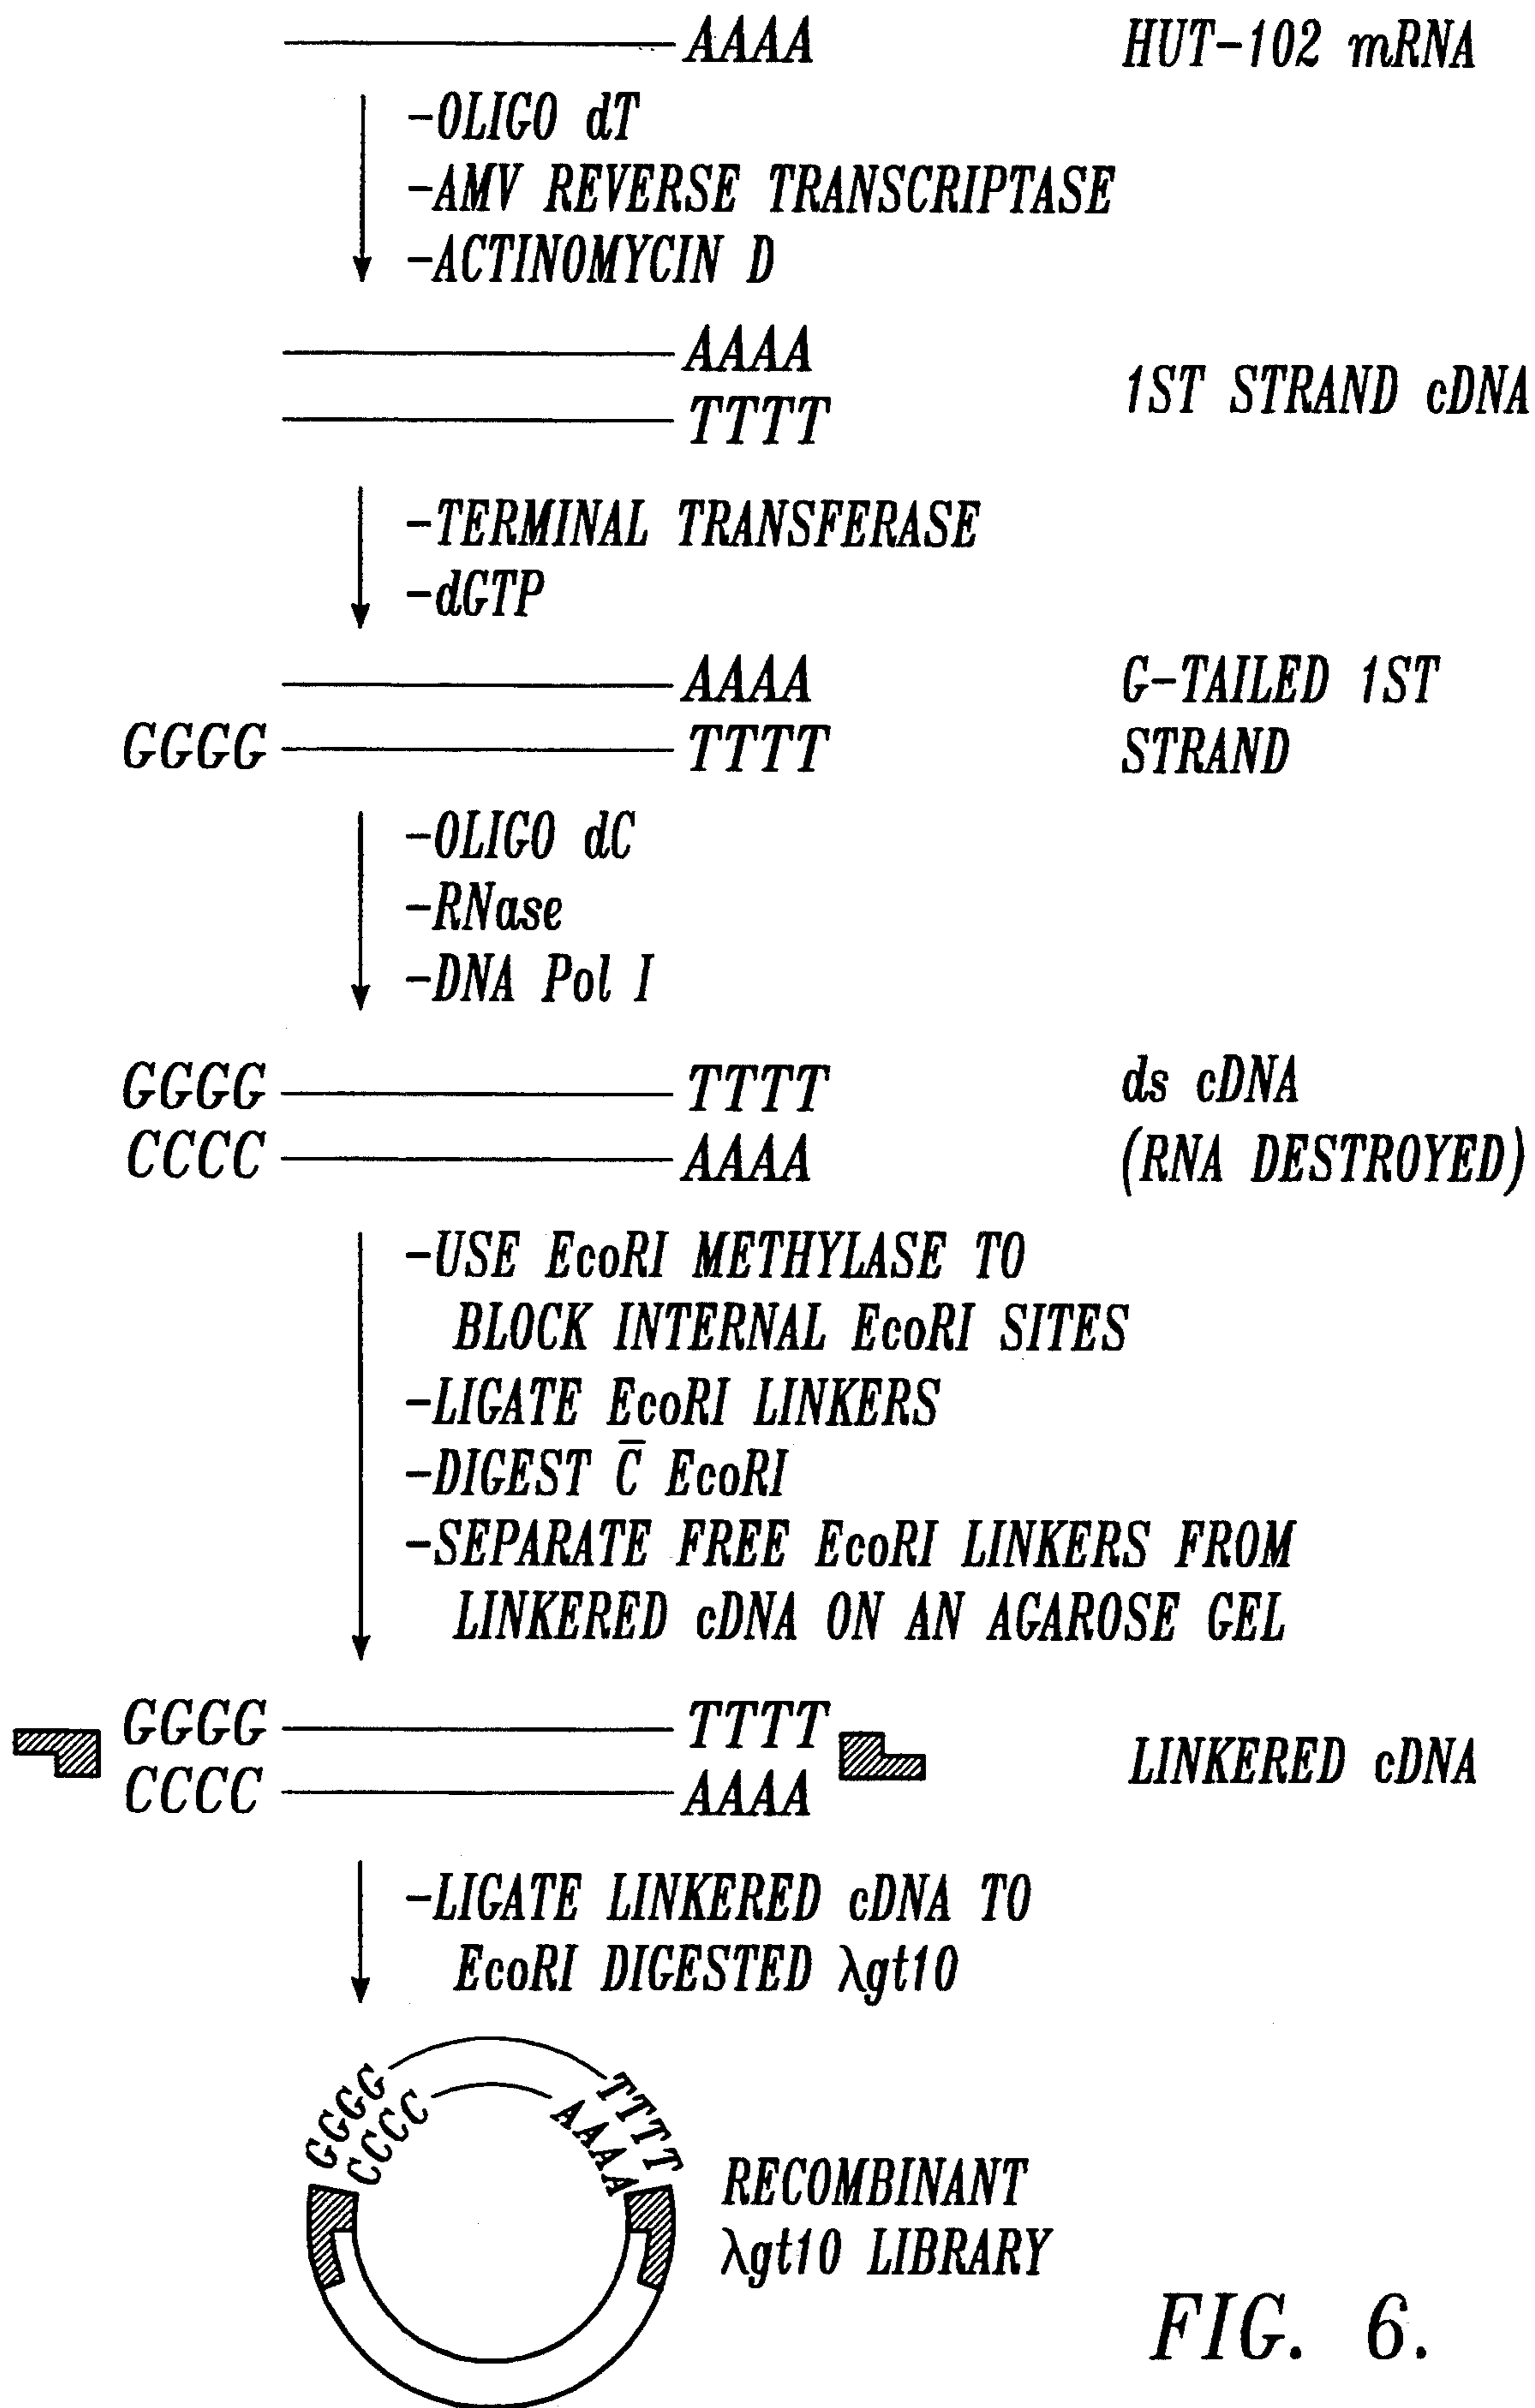 AAAA HUT-102 mRNA
-OLIGO dT
-AMV REVERSE TRANSCRIPTASE
-ACTINOMYCIN D
AAAA
1ST STRAND cDNA
TTTT
-TERMINAL TRANSFERASE
-dGTP
AAAA G-TAILED 1ST
GGGG TTTT STRAND
-OLIGO dC
-RNase
-DNA Pol I
GGGG TTTT ds cDNA
CCCC AAAA (RNA DESTROYED)
-USE EcoRI METHYLASE TO
BLOCK INTERNAL EcoRI SITES
-LIGATE EcoRI LINKERS
-DIGEST C̅ EcoRI
-SEPARATE FREE EcoRI LINKERS FROM
LINKERED cDNA ON AN AGAROSE GEL
GGGG TTTT
LINKERED cDNA
CCCC AAAA
-LIGATE LINKERED cDNA TO
EcoRI DIGESTED λgt10
GGGG TTTT
CCCC AAAA
RECOMBINANT
λgt10 LIBRARY
FIG. 6.